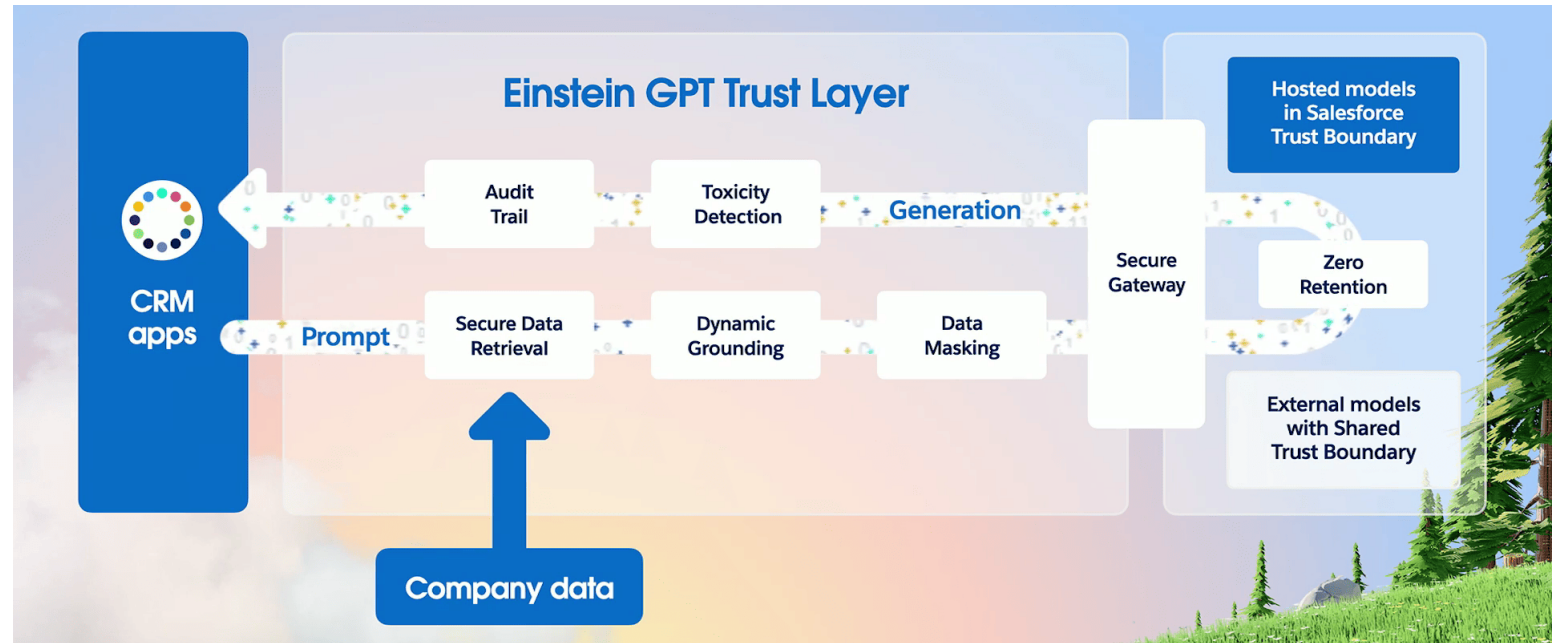 Einstein GPT Trust Layer
Hosted models
in Salesforce
Trust Boundary
Audit
Trail
Toxicity
Detection
Generation
Secure
Gateway
Zero
Retention
CRM
apps
Prompt
Secure Data
Retrieval
Dynamic
Grounding
Data
Masking
External models
with Shared
Trust Boundary
Company data